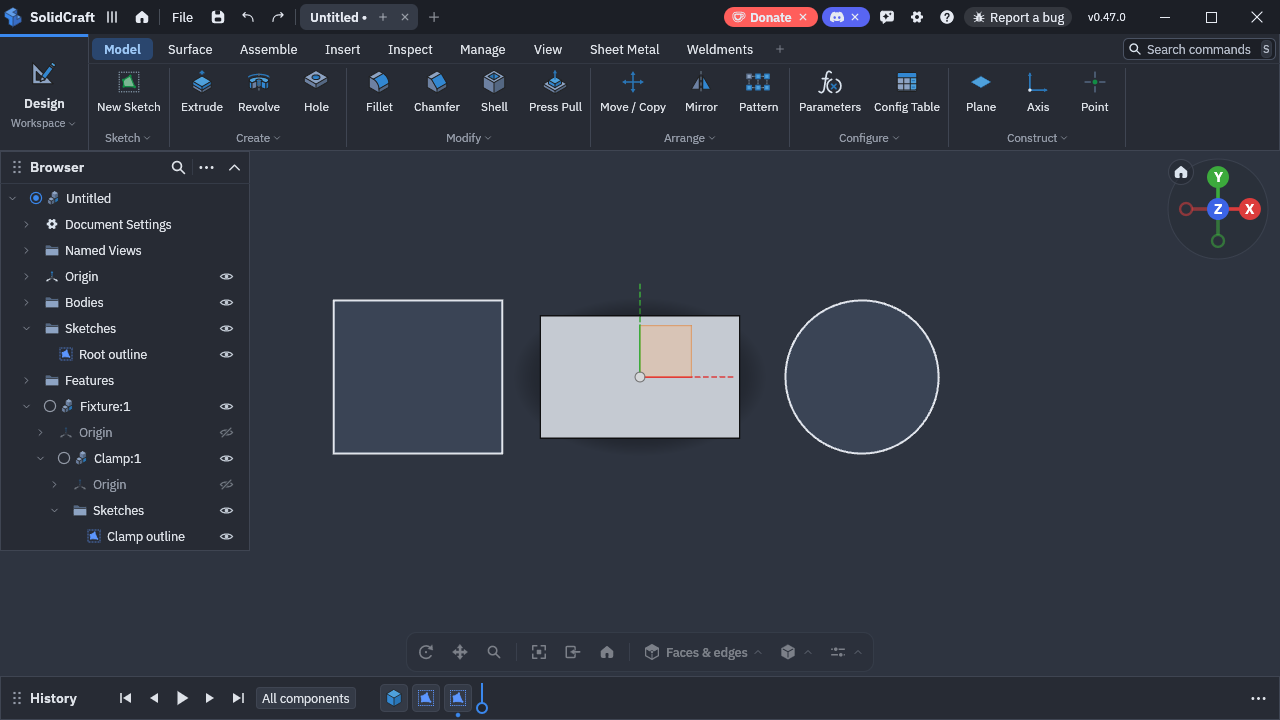 SolidCraft
File
Untitled •
Donate
Report a bug
v0.47.0
Design
Workspace
Model
Surface
Assemble
Insert
Inspect
Manage
View
Sheet Metal
Weldments
Search commands
S
New Sketch
Extrude
Revolve
Hole
Fillet
Chamfer
Shell
Press Pull
Move / Copy
Mirror
Pattern
Parameters
Config Table
Plane
Axis
Point
Sketch
Create
Modify
Arrange
Configure
Construct
Browser
Untitled
Document Settings
Named Views
Origin
Bodies
Sketches
Root outline
Features
Fixture:1
Origin
Clamp:1
Origin
Sketches
Clamp outline
Y
Z
X
Faces & edges
History
All components